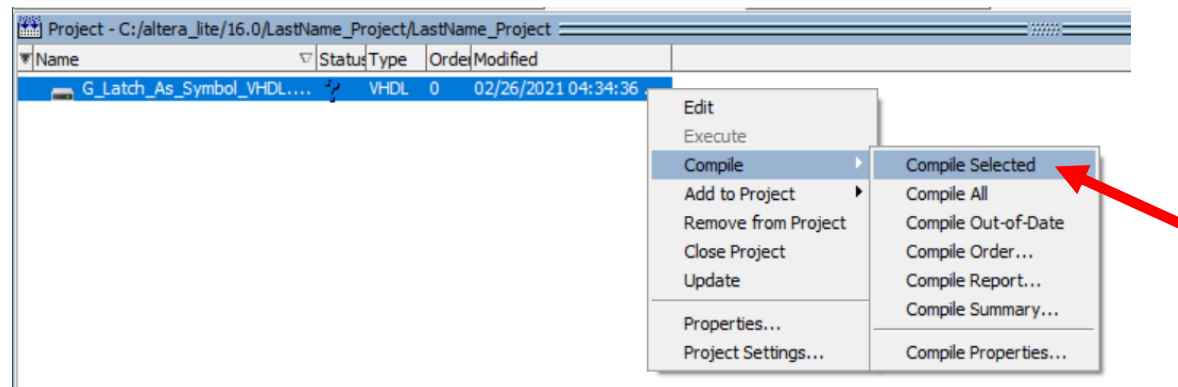 Project - C:/altera_lite/16.0/LastName_Project/LastName_Project
Name Status Type Order Modified
G_Latch_As_Symbol_VHDL.... VHDL 0 02/26/2021 04:34:36 ...
Edit
Execute
Compile
Add to Project
Remove from Project
Close Project
Update
Properties...
Project Settings...
Compile Selected
Compile All
Compile Out-of-Date
Compile Order...
Compile Report...
Compile Summary...
Compile Properties...